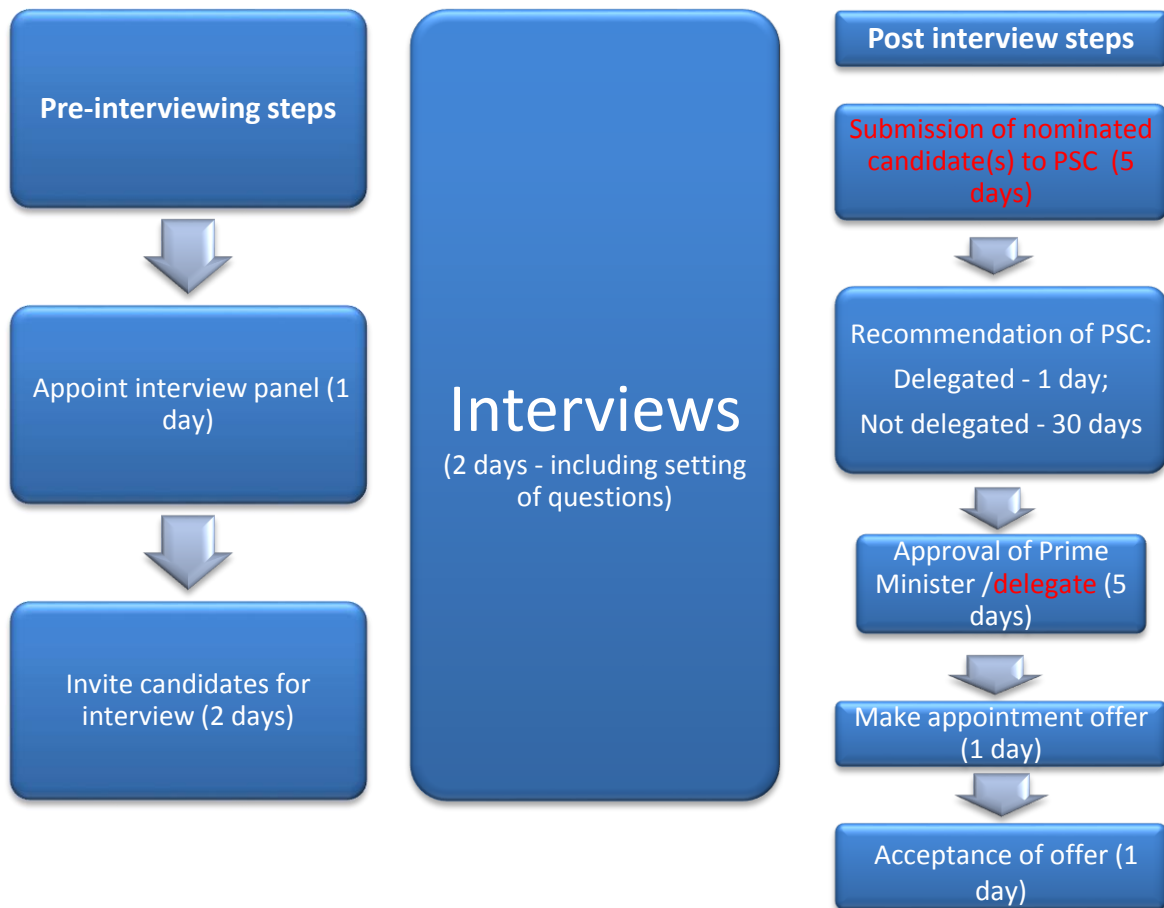 Pre-interviewing steps
Appoint interview panel (1
day)
Invite candidates for
interview (2 days)
Interviews
(2 days - including setting
of questions)
Post interview steps
Submission of nominated
candidate(s) to PSC (5
days)
Recommendation of PSC:
Delegated - 1 day;
Not delegated - 30 days
Approval of Prime
Minister /delegate (5
days)
Make appointment offer
(1 day)
Acceptance of offer (1
day)